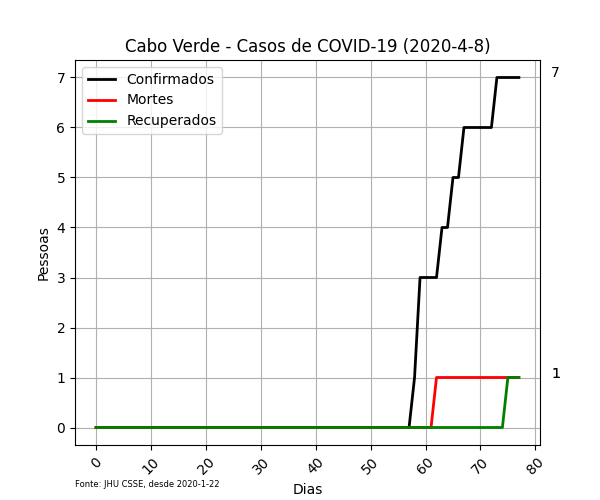 Cabo Verde - Casos de COVID-19 (2020-4-8)
Confirmados
Mortes
Recuperados
7
6
5
4
3
2
1
0
Pessoas
7
1
0 10 20 30 40 50 60 70 80
Fonte: JHU CSSE, desde 2020-1-22
Dias